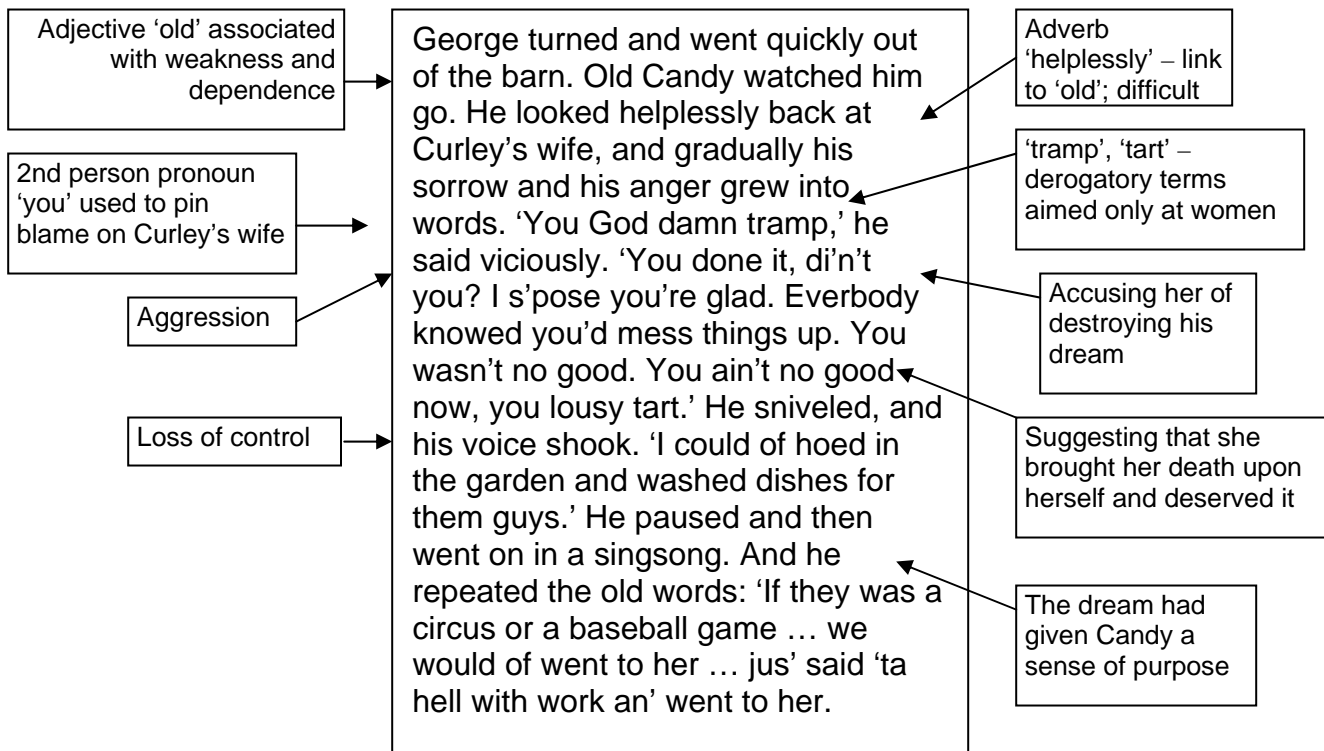 Adjective ‘old’ associated
with weakness and
dependence
2nd person pronoun
‘you’ used to pin
blame on Curley’s wife
Aggression
Loss of control
George turned and went quickly out
of the barn. Old Candy watched him
go. He looked helplessly back at
Curley’s wife, and gradually his
sorrow and his anger grew into
words. ‘You God damn tramp,’ he
said viciously. ‘You done it, di’n’t
you? I s’pose you’re glad. Everbody
knowed you’d mess things up. You
wasn’t no good. You ain’t no good
now, you lousy tart.’ He sniveled, and
his voice shook. ‘I could of hoed in
the garden and washed dishes for
them guys.’ He paused and then
went on in a singsong. And he
repeated the old words: ‘If they was a
circus or a baseball game … we
would of went to her … jus’ said ‘ta
hell with work an’ went to her.
Adverb
‘helplessly’ – link
to ‘old’; difficult
‘tramp’, ‘tart’ –
derogatory terms
aimed only at women
Accusing her of
destroying his
dream
Suggesting that she
brought her death upon
herself and deserved it
The dream had
given Candy a
sense of purpose